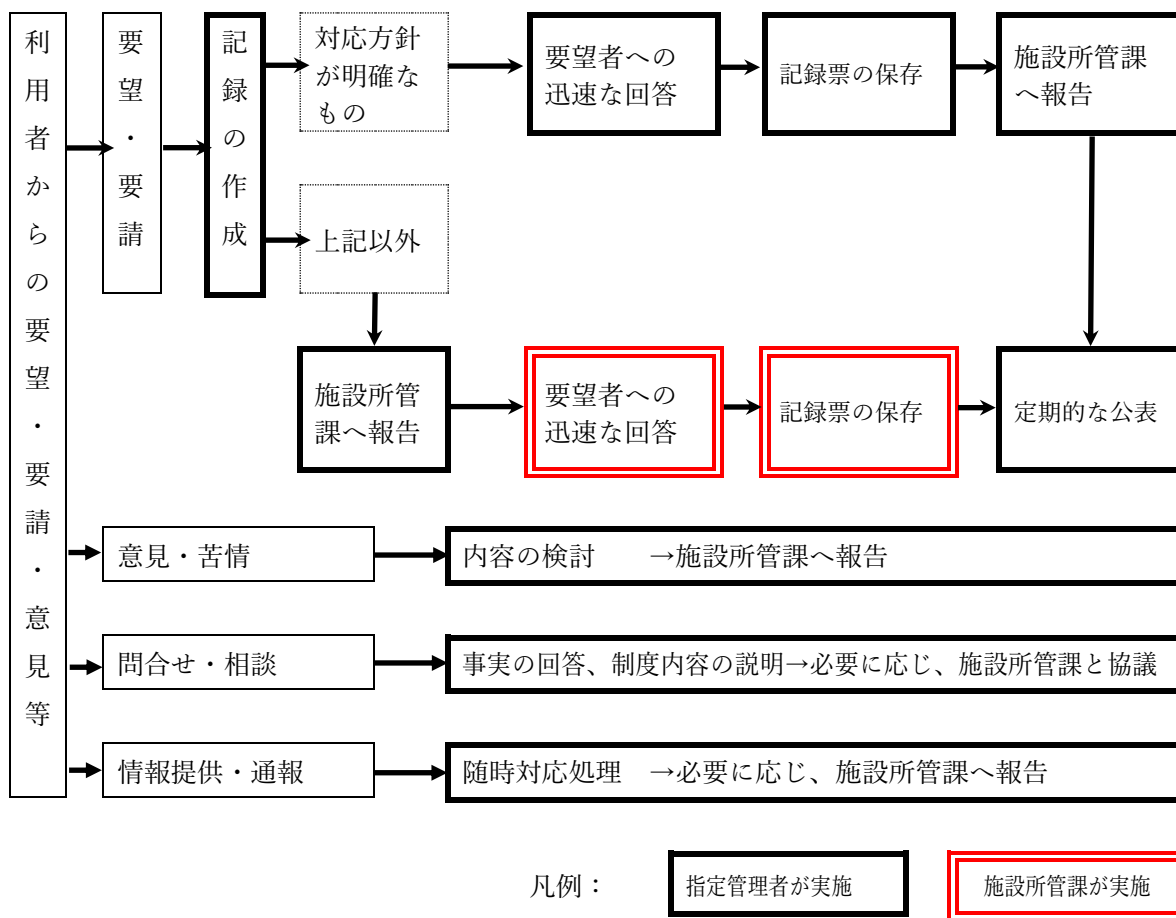 利用者からの要望・要請・意見等
要望・要請
記録の作成
対応方針
が明確な
もの
要望者への
迅速な回答
記録票の保存
施設所管課
へ報告
上記以外
施設所管
課へ報告
要望者への
迅速な回答
記録票の保存
定期的な公表
意見・苦情
内容の検討　　→施設所管課へ報告
問合せ・相談
事実の回答、制度内容の説明→必要に応じ、施設所管課と協議
情報提供・通報
随時対応処理　→必要に応じ、施設所管課へ報告
凡例：
指定管理者が実施
施設所管課が実施